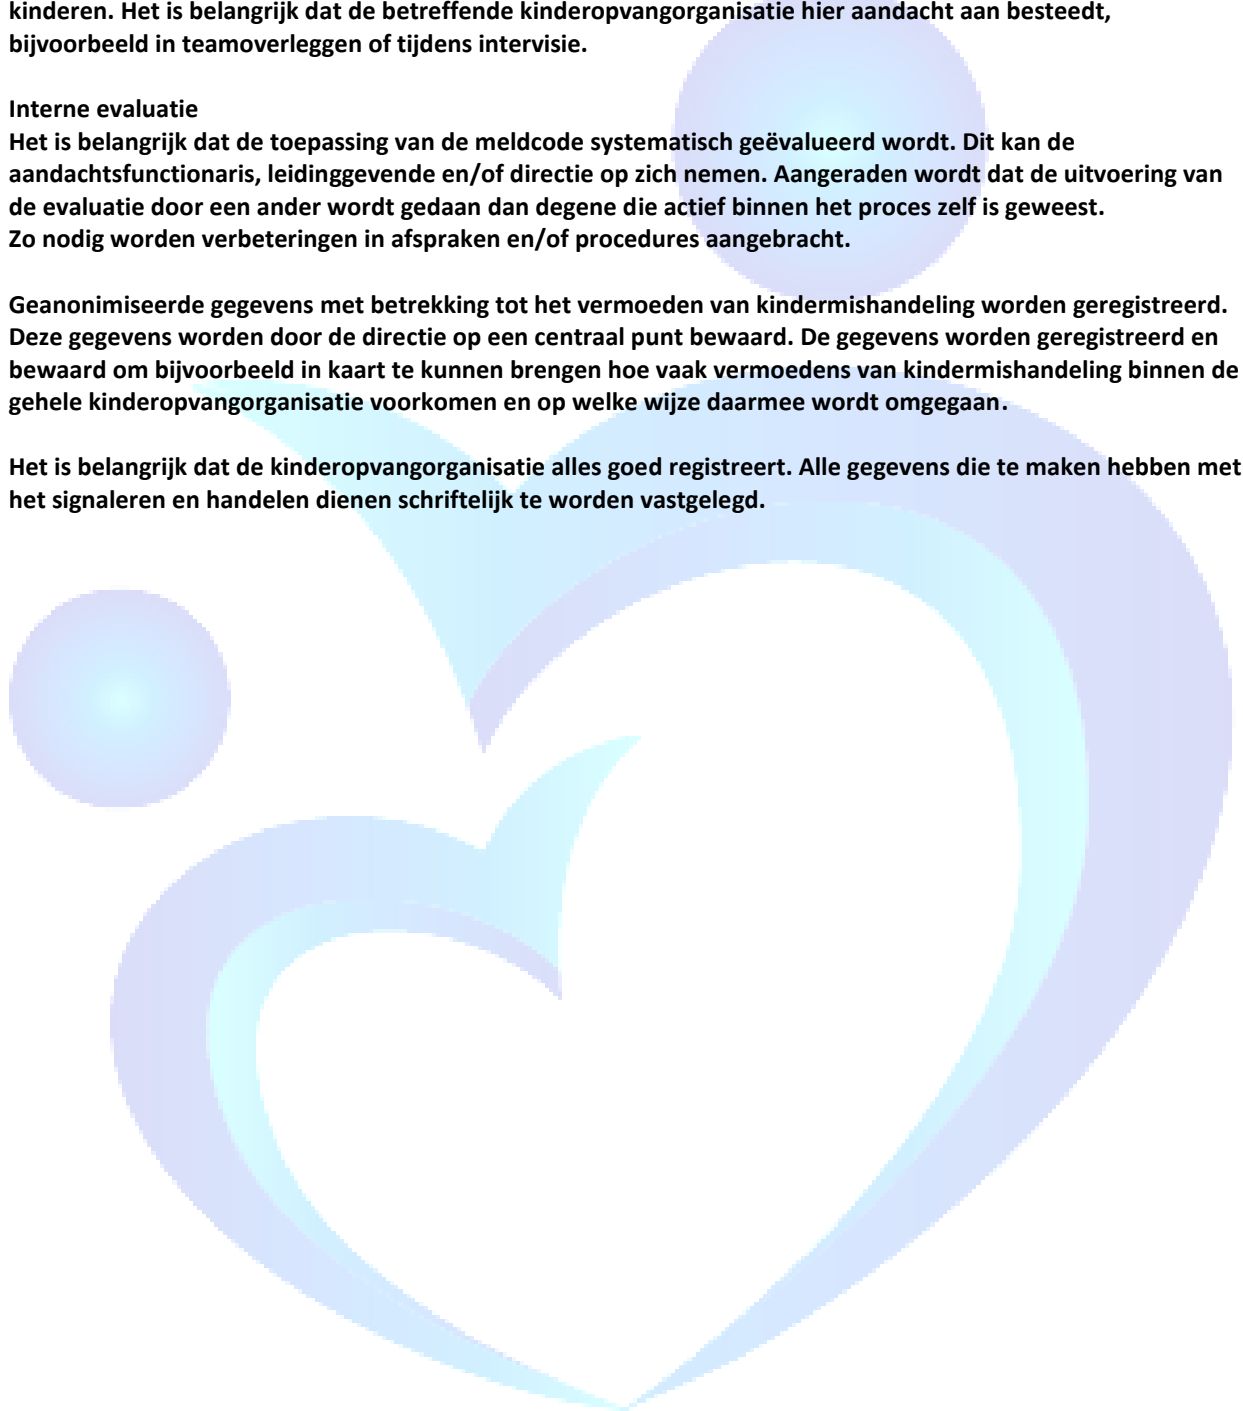 kinderen. Het is belangrijk dat de betreffende kinderopvangorganisatie hier aandacht aan besteedt,
bijvoorbeeld in teamoverleggen of tijdens intervisie.
Interne evaluatie
Het is belangrijk dat de toepassing van de meldcode systematisch geëvalueerd wordt. Dit kan de
aandachtsfunctionaris, leidinggevende en/of directie op zich nemen. Aangeraden wordt dat de uitvoering van
de evaluatie door een ander wordt gedaan dan degene die actief binnen het proces zelf is geweest.
Zo nodig worden verbeteringen in afspraken en/of procedures aangebracht.
Geanonimiseerde gegevens met betrekking tot het vermoeden van kindermishandeling worden geregistreerd.
Deze gegevens worden door de directie op een centraal punt bewaard. De gegevens worden geregistreerd en
bewaard om bijvoorbeeld in kaart te kunnen brengen hoe vaak vermoedens van kindermishandeling binnen de
gehele kinderopvangorganisatie voorkomen en op welke wijze daarmee wordt omgegaan.
Het is belangrijk dat de kinderopvangorganisatie alles goed registreert. Alle gegevens die te maken hebben met
het signaleren en handelen dienen schriftelijk te worden vastgelegd.